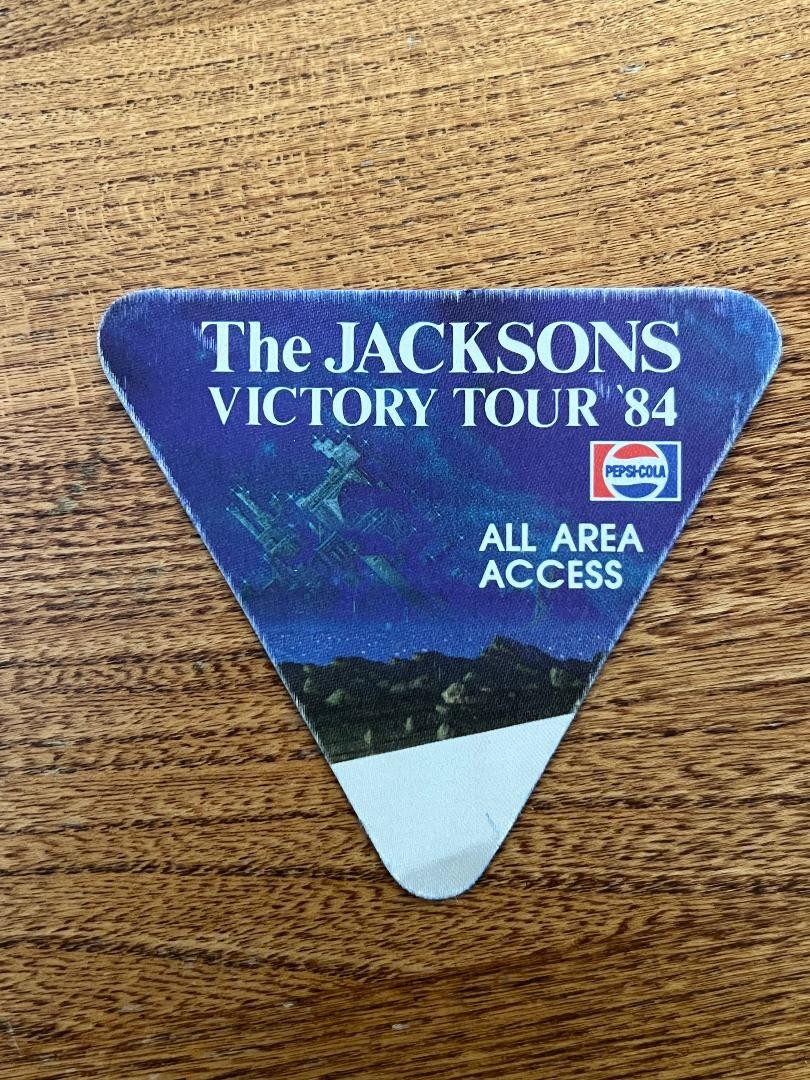 The JACKSONS
VICTORY TOUR '84
PEPSI-COLA
ALL AREA
ACCESS